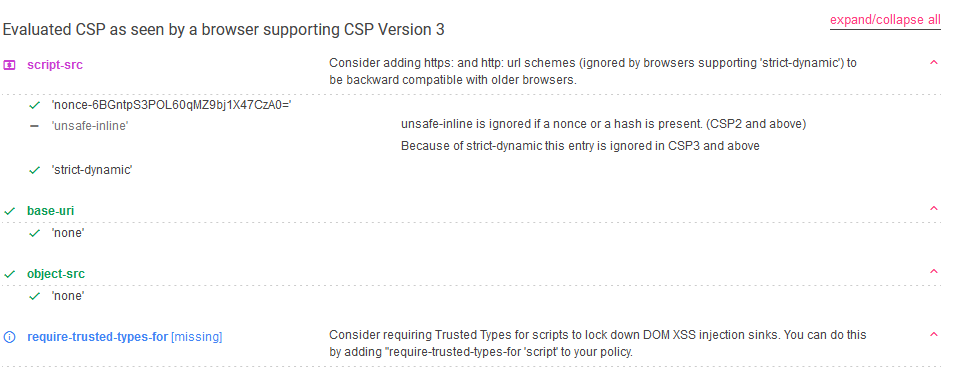 expand/collapse all
Evaluated CSP as seen by a browser supporting CSP Version 3
script-src
Consider adding https: and http: url schemes (ignored by browsers supporting 'strict-dynamic') to
be backward compatible with older browsers.
'nonce-6BGntpS3POL60qMZ9bj1X47CzA0='
'unsafe-inline'
unsafe-inline is ignored if a nonce or a hash is present. (CSP2 and above)
Because of strict-dynamic this entry is ignored in CSP3 and above
'strict-dynamic'
base-uri
'none'
object-src
'none'
require-trusted-types-for [missing]
Consider requiring Trusted Types for scripts to lock down DOM XSS injection sinks. You can do this
by adding "require-trusted-types-for 'script' to your policy.